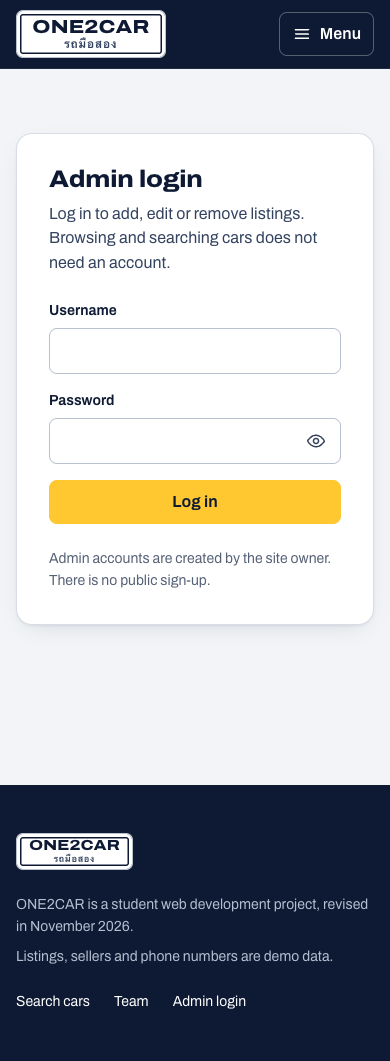 ONE2CAR
รถมือสอง
Menu
Admin login
Log in to add, edit or remove listings.
Browsing and searching cars does not
need an account.
Username
Password
Log in
Admin accounts are created by the site owner.
There is no public sign-up.
ONE2CAR
รถมือสอง
ONE2CAR is a student web development project, revised
in November 2026.
Listings, sellers and phone numbers are demo data.
Search cars Team Admin login